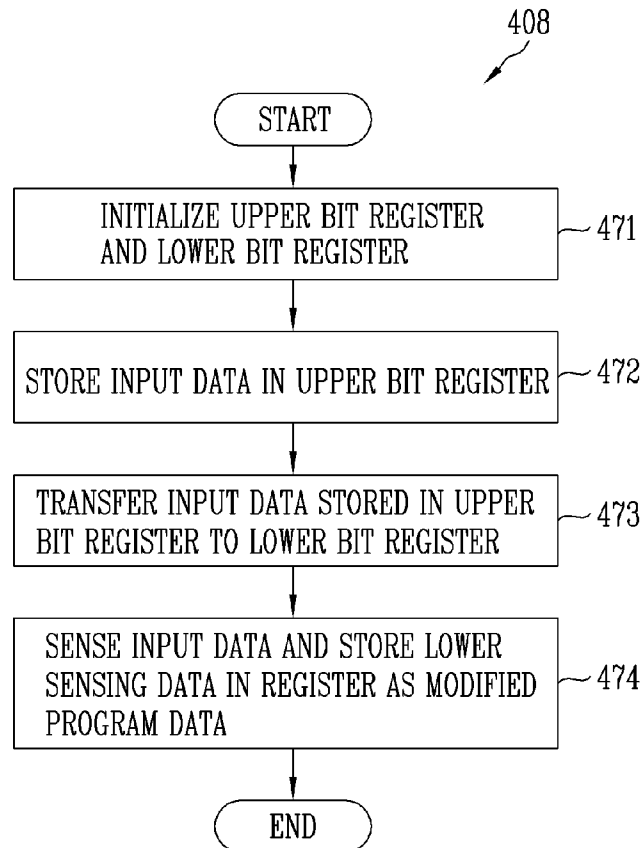 408
START
INITIALIZE UPPER BIT REGISTER
AND LOWER BIT REGISTER
471
STORE INPUT DATA IN UPPER BIT REGISTER
472
TRANSFER INPUT DATA STORED IN UPPER
BIT REGISTER TO LOWER BIT REGISTER
473
SENSE INPUT DATA AND STORE LOWER
SENSING DATA IN REGISTER AS MODIFIED
PROGRAM DATA
474
END